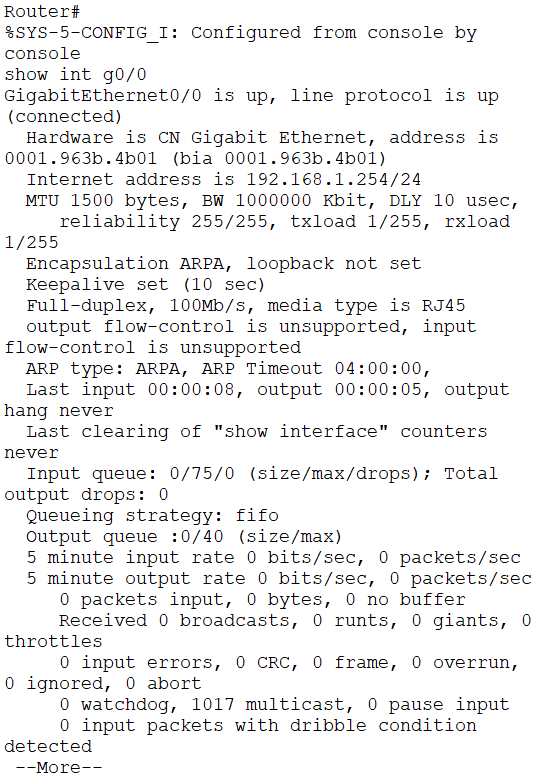 Router#
%SYS-5-CONFIG_I: Configured from console by
console
show int g0/0
GigabitEthernet0/0 is up, line protocol is up
(connected)
  Hardware is CN Gigabit Ethernet, address is
0001.963b.4b01 (bia 0001.963b.4b01)
  Internet address is 192.168.1.254/24
  MTU 1500 bytes, BW 1000000 Kbit, DLY 10 usec,
     reliability 255/255, txload 1/255, rxload
1/255
  Encapsulation ARPA, loopback not set
  Keepalive set (10 sec)
  Full-duplex, 100Mb/s, media type is RJ45
  output flow-control is unsupported, input
flow-control is unsupported
  ARP type: ARPA, ARP Timeout 04:00:00,
  Last input 00:00:08, output 00:00:05, output
hang never
  Last clearing of "show interface" counters
never
  Input queue: 0/75/0 (size/max/drops); Total
output drops: 0
  Queueing strategy: fifo
  Output queue :0/40 (size/max)
  5 minute input rate 0 bits/sec, 0 packets/sec
  5 minute output rate 0 bits/sec, 0 packets/sec
     0 packets input, 0 bytes, 0 no buffer
     Received 0 broadcasts, 0 runts, 0 giants, 0
throttles
     0 input errors, 0 CRC, 0 frame, 0 overrun,
0 ignored, 0 abort
     0 watchdog, 1017 multicast, 0 pause input
     0 input packets with dribble condition
detected
 --More--